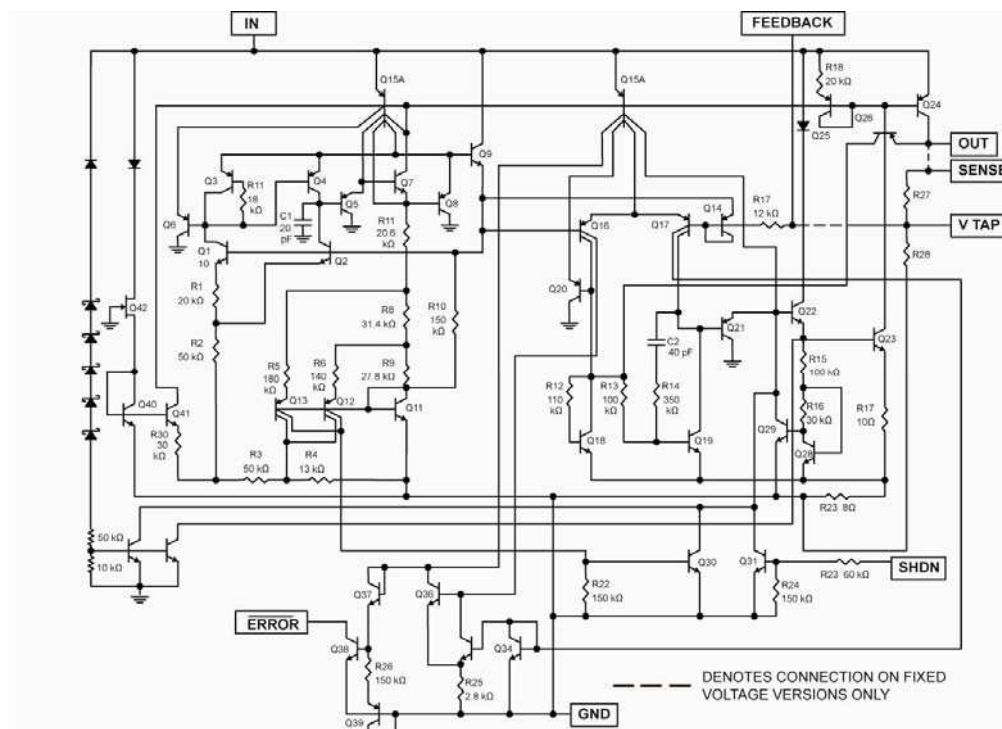 IN
FEEDBACK
Q15A
Q15A
R18
20 kΩ
Q26
Q24
Q25
OUT
SENSE
Q9
Q3
R11
18
kΩ
Q4
Q5
Q7
Q8
Q6
C1
20
pF
R11
20.6
kΩ
Q1
10
Q2
Q16
Q17
Q14
R17
12 kΩ
R27
V TAP
R28
R1
20 kΩ
R2
50 kΩ
R8
31.4 kΩ
R10
150
kΩ
Q42
Q20
Q21
Q22
Q23
C2
40 pF
R5
180
kΩ
R6
140
kΩ
R9
27.8 kΩ
R15
100 kΩ
Q13
Q12
Q11
R12
110
kΩ
R13
100
kΩ
R14
350
kΩ
R16
30 kΩ
R17
10Ω
Q40
Q41
R30
30
kΩ
Q18
Q19
Q29
Q28
R3
50 kΩ
R4
13 kΩ
R23 8Ω
50 kΩ
10 kΩ
Q30
Q31
R22
150 kΩ
R24
150 kΩ
R23 60 kΩ
SHDN
Q37
Q36
ERROR
Q38
Q34
R26
150 kΩ
R25
2.8 kΩ
Q39
GND
DENOTES CONNECTION ON FIXED
VOLTAGE VERSIONS ONLY